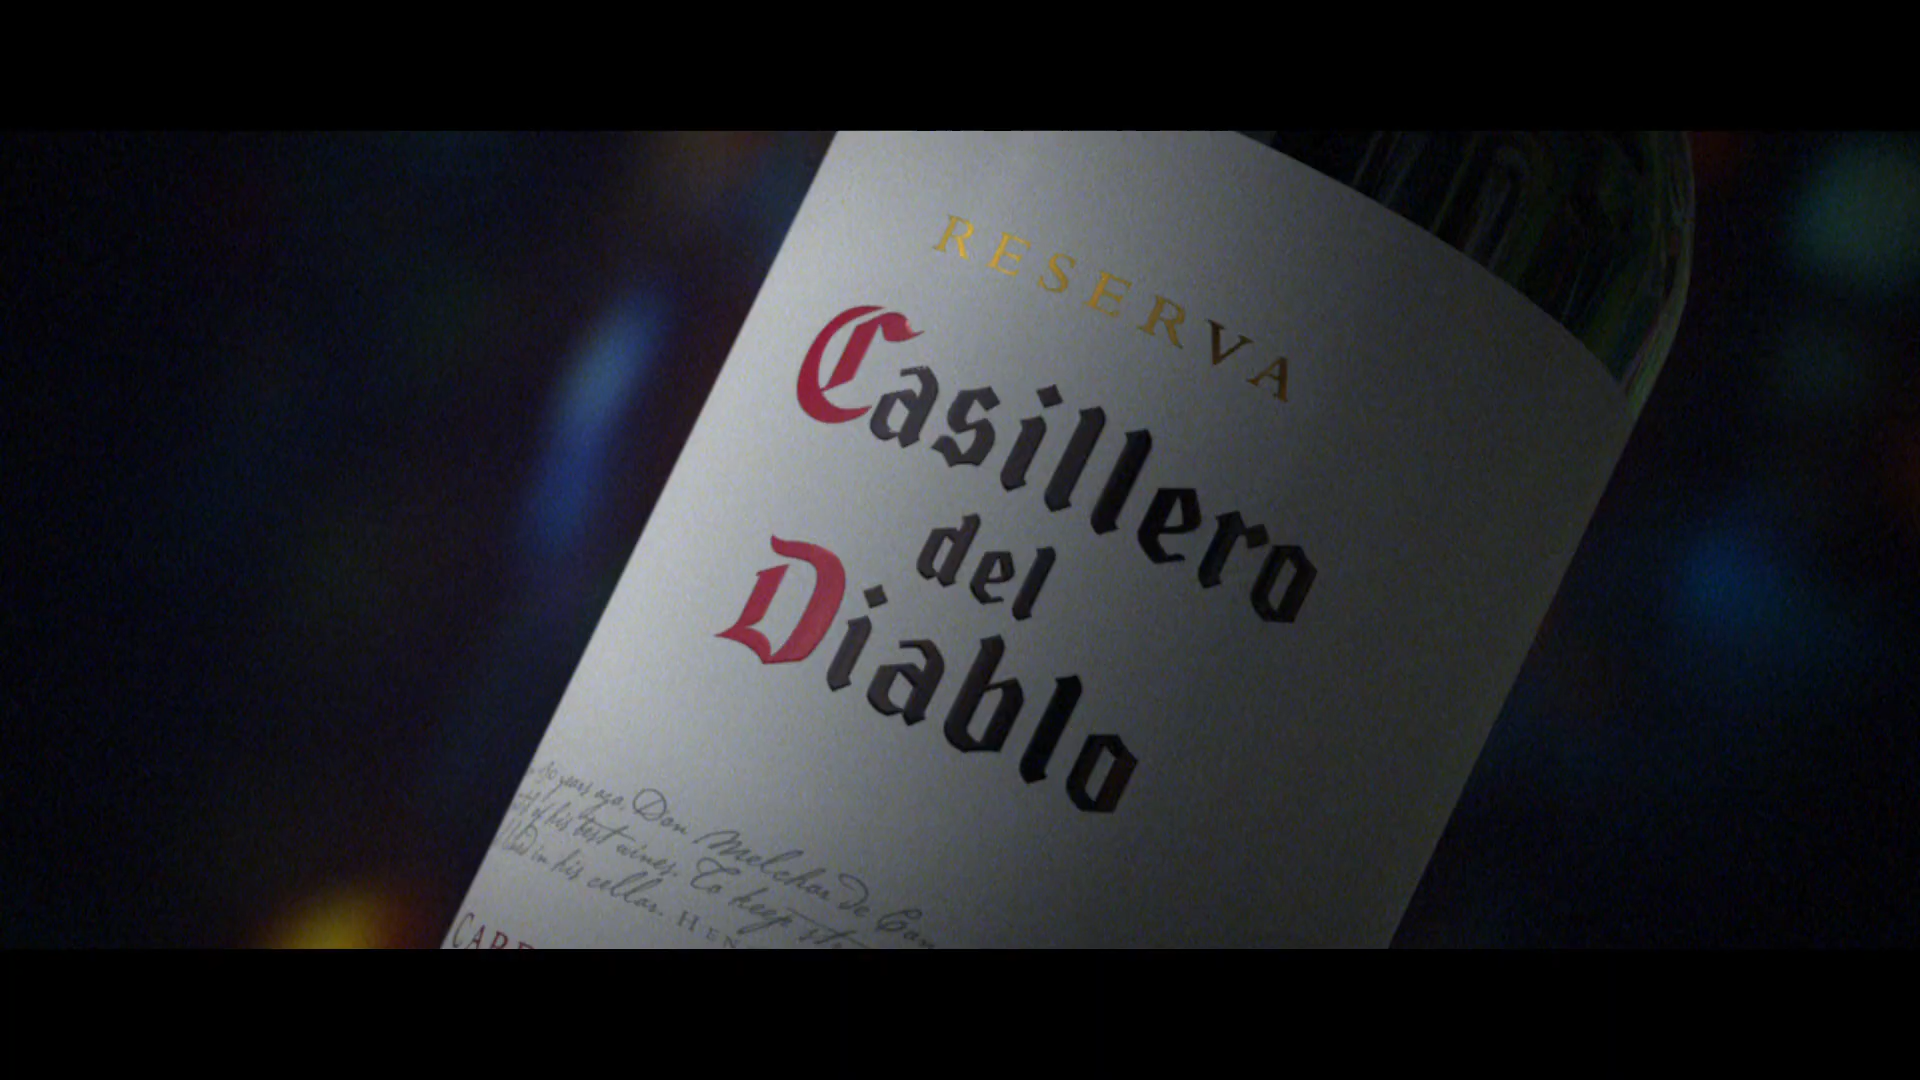 RESERVA
Casillero
del
Diablo
years ago, Don Melchor de Con
of his best wines. To keep
in his cellar. HEN
CABE